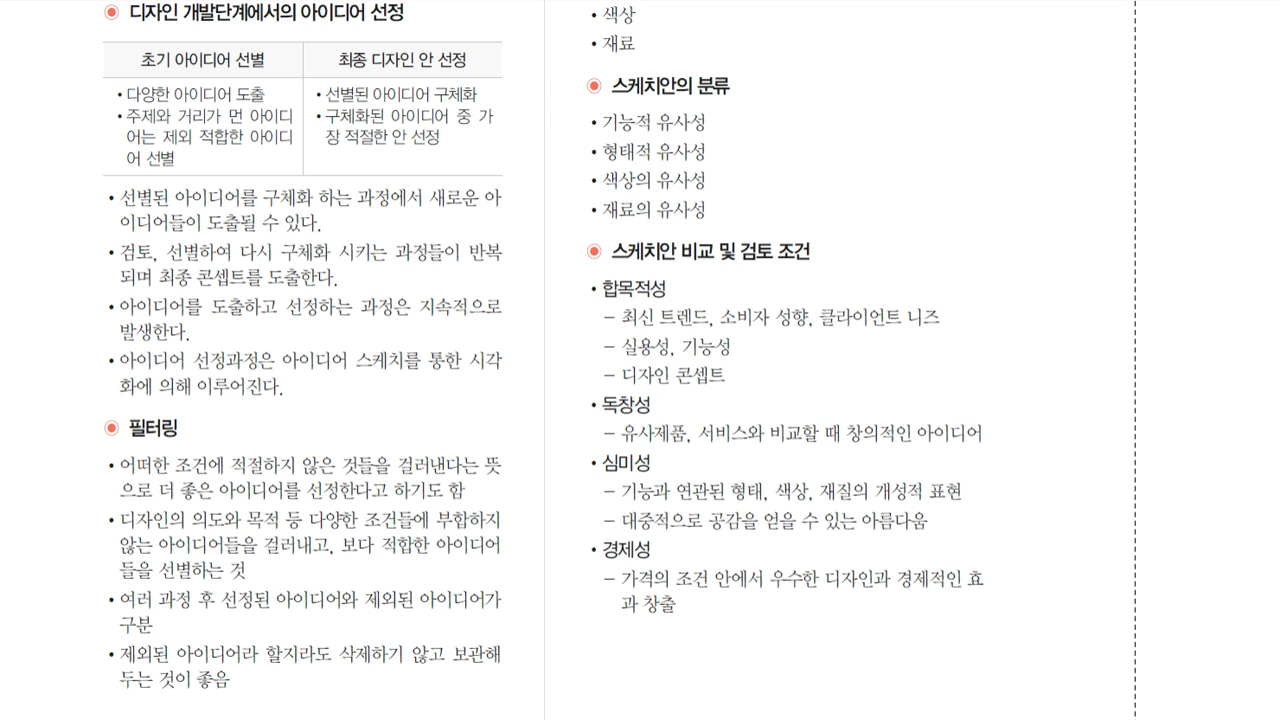 디자인 개발단계에서의 아이디어 선정
초기 아이디어 선별
최종 디자인 안 선정
• 다양한 아이디어 도출
• 주제와 거리가 먼 아이디
어는 제외 적합한 아이디
어 선별
• 선별된 아이디어 구체화
• 구체화된 아이디어 중 가
장 적절한 안 선정
• 선별된 아이디어를 구체화 하는 과정에서 새로운 아
이디어들이 도출될 수 있다.
• 검토, 선별하여 다시 구체화 시키는 과정들이 반복
되며 최종 콘셉트를 도출한다.
• 아이디어를 도출하고 선정하는 과정은 지속적으로
발생한다.
• 아이디어 선정과정은 아이디어 스케치를 통한 시각
화에 의해 이루어진다.
필터링
• 어떠한 조건에 적절하지 않은 것들을 걸러낸다는 뜻
으로 더 좋은 아이디어를 선정한다고 하기도 함
• 디자인의 의도와 목적 등 다양한 조건들에 부합하지
않는 아이디어들을 걸러내고, 보다 적합한 아이디어
들을 선별하는 것
• 여러 과정 후 선정된 아이디어와 제외된 아이디어가
구분
• 제외된 아이디어라 할지라도 삭제하기 않고 보관해
두는 것이 좋음
• 색상
• 재료
스케치안의 분류
• 기능적 유사성
• 형태적 유사성
• 색상의 유사성
• 재료의 유사성
스케치안 비교 및 검토 조건
• 합목적성
– 최신 트렌드, 소비자 성향, 클라이언트 니즈
– 실용성, 기능성
– 디자인 콘셉트
• 독창성
– 유사제품, 서비스와 비교할 때 창의적인 아이디어
• 심미성
– 기능과 연관된 형태, 색상, 재질의 개성적 표현
– 대중적으로 공감을 얻을 수 있는 아름다움
• 경제성
– 가격의 조건 안에서 우수한 디자인과 경제적인 효
과 창출